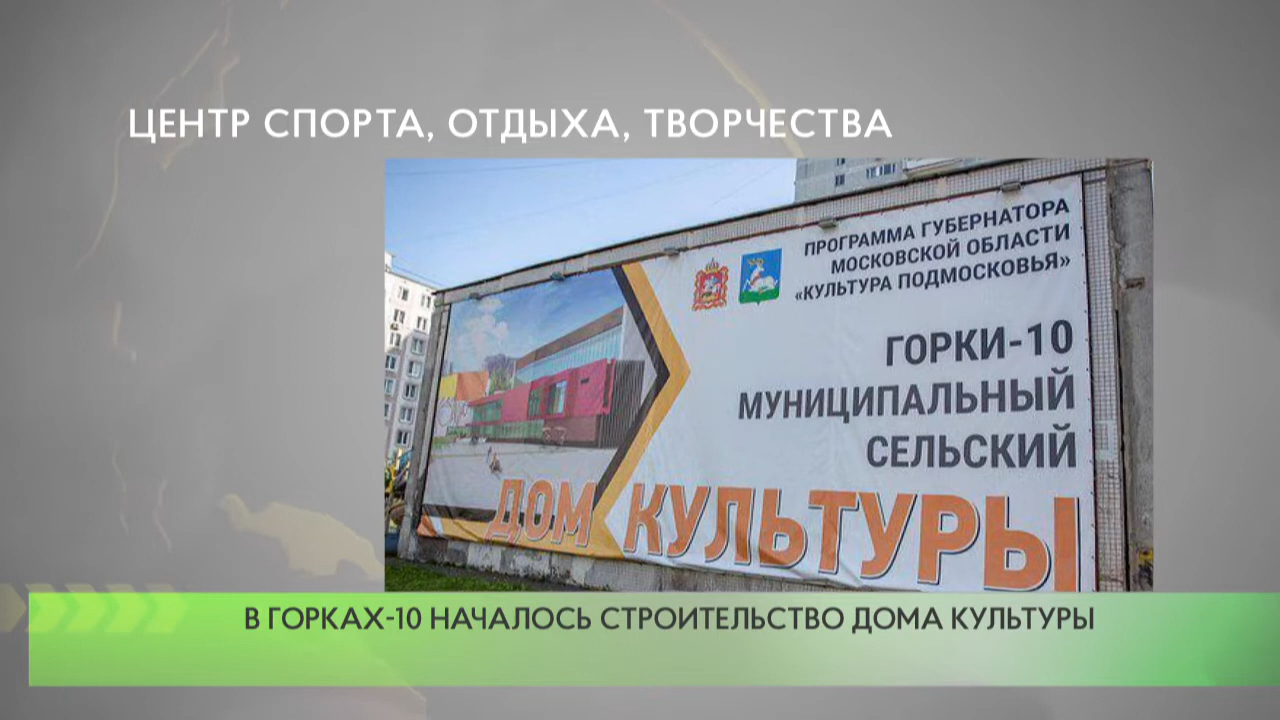 ЦЕНТР СПОРТА, ОТДЫХА, ТВОРЧЕСТВА
ПРОГРАММА ГУБЕРНАТОРА
МОСКОВСКОЙ ОБЛАСТИ
«КУЛЬТУРА ПОДМОСКОВЬЯ»
ГОРКИ-10
МУНИЦИПАЛЬНЫЙ
СЕЛЬСКИЙ
ДОМ КУЛЬТУРЫ
В ГОРКАХ-10 НАЧАЛОСЬ СТРОИТЕЛЬСТВО ДОМА КУЛЬТУРЫ